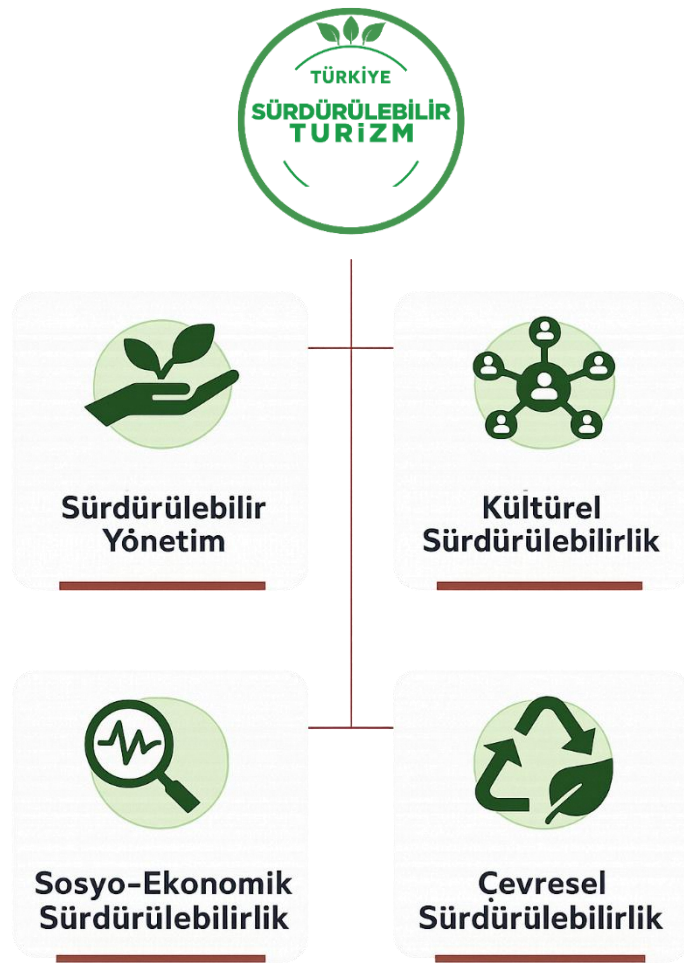 TÜRKİYE
SÜRDÜRÜLEBİLİR
TURİZM
Sürdürülebilir
Yönetim
Kültürel
Sürdürülebilirlik
Sosyo-Ekonomik
Sürdürülebilirlik
Çevresel
Sürdürülebilirlik